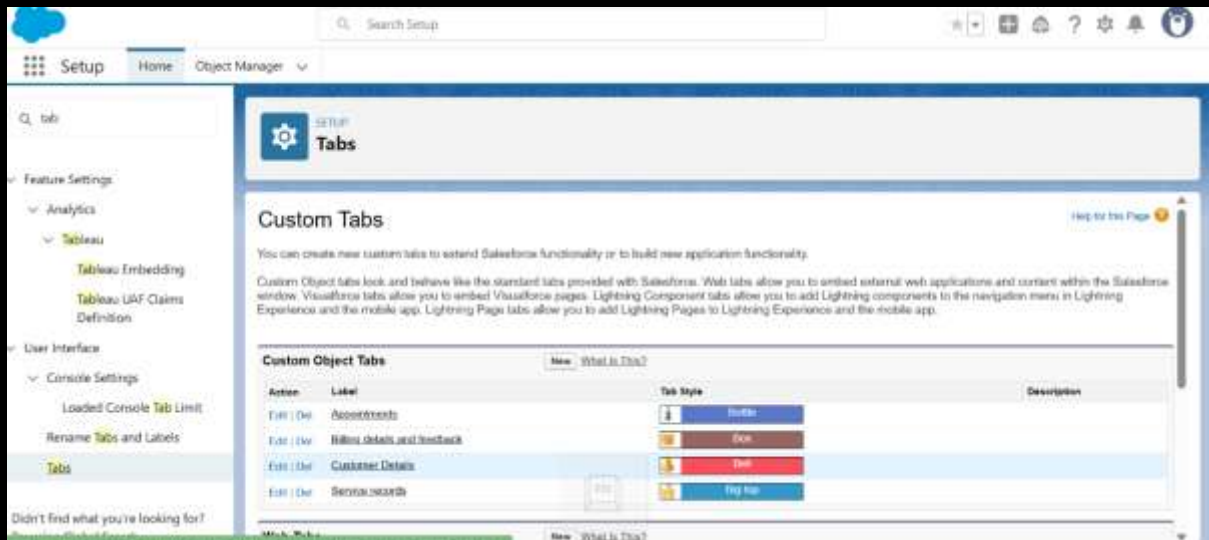 Search Setup
Setup Home Object Manager
tab
Feature Settings
Analytics
Tableau
Tableau Embedding
Tableau UAF Claims
Definition
User Interface
Console Settings
Loaded Console Tab Limit
Rename Tabs and Labels
Tabs
Didn't find what you're looking for?
SETUP
Tabs
Custom Tabs
Help for this Page
You can create new custom tabs to extend Salesforce functionality or to build new application functionality.
Custom Object tabs look and behave like the standard tabs provided with Salesforce. Web tabs allow you to embed external web applications and content within the Salesforce
window. Visualforce tabs allow you to embed Visualforce pages. Lightning Component tabs allow you to add Lightning components to the navigation menu in Lightning
Experience and the mobile app. Lightning Page tabs allow you to add Lightning Pages to Lightning Experience and the mobile app.
Custom Object Tabs New What Is This?
Action Label Tab Style Description
Edit | Del Appointments Bottle
Edit | Del Billing details and feedback Box
Edit | Del Customer Details Bell
Edit | Del Service records Big top
Web Tabs New What Is This?